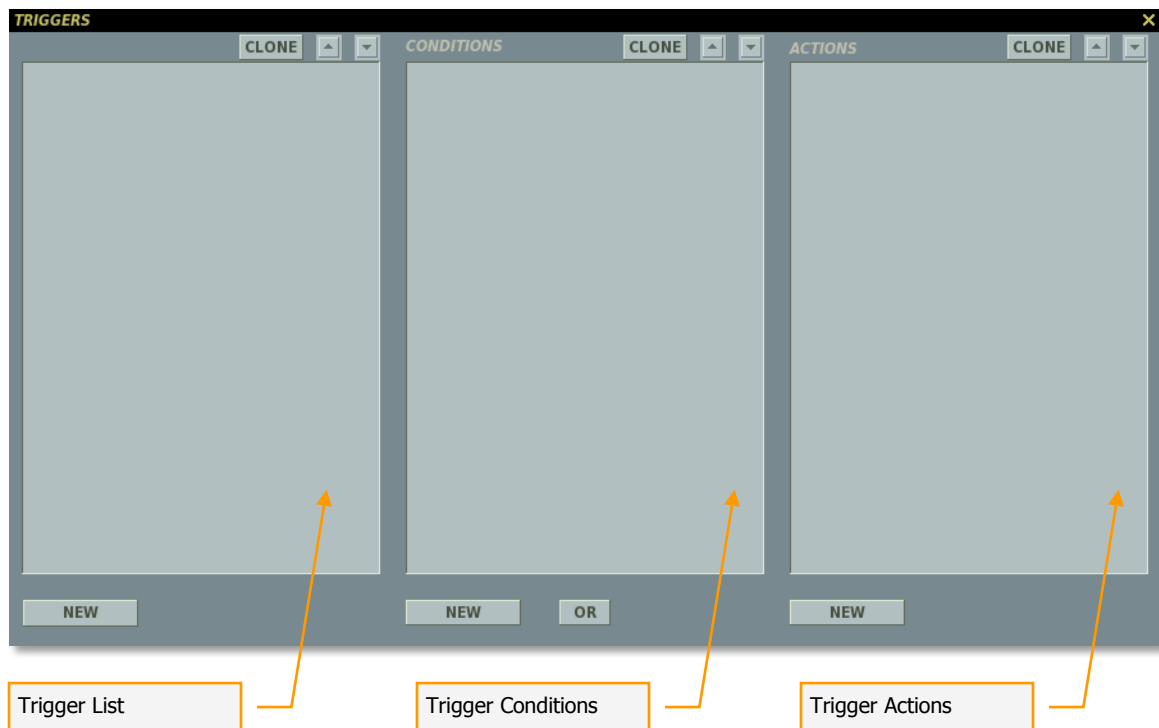 TRIGGERS
CLONE
CONDITIONS
CLONE
ACTIONS
CLONE
NEW
NEW
OR
NEW
Trigger List
Trigger Conditions
Trigger Actions